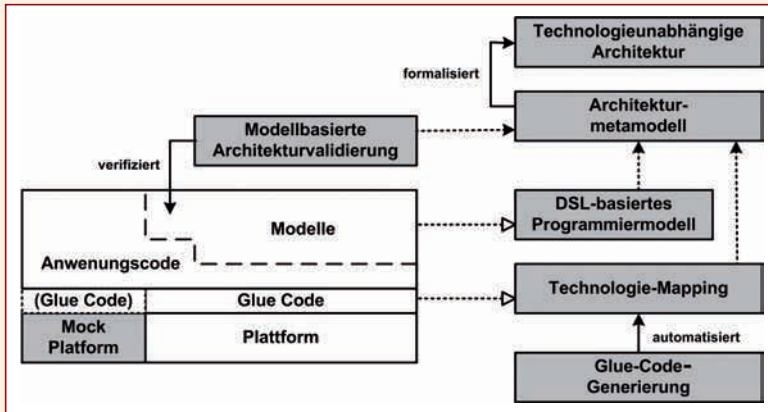 Technologieunabhängige
Architektur
formalisiert
Architektur-
metamodell
Modellbasierte
Architekturvalidierung
verifiziert
DSL-basiertes
Programmiermodell
Modelle
Anwenungscode
Technologie-Mapping
(Glue Code)
Glue Code
Mock
Platform
Plattform
automatisiert
Glue-Code-
Generierung